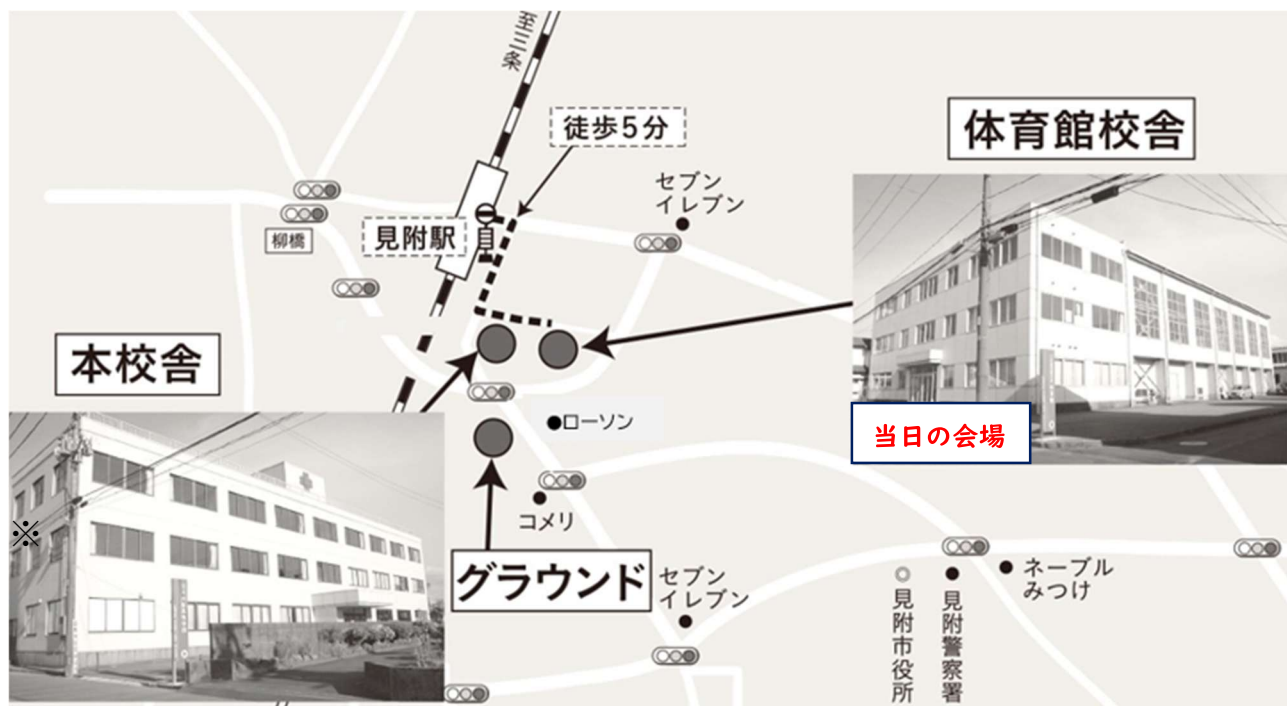 至三条
徒歩5分
体育館校舎
セブン
イレブン
見附駅
柳橋
本校舎
当日の会場
ローソン
コメリ
※
グラウンド
セブン
イレブン
ネーブル
みつけ
見附市役所
見附警察署